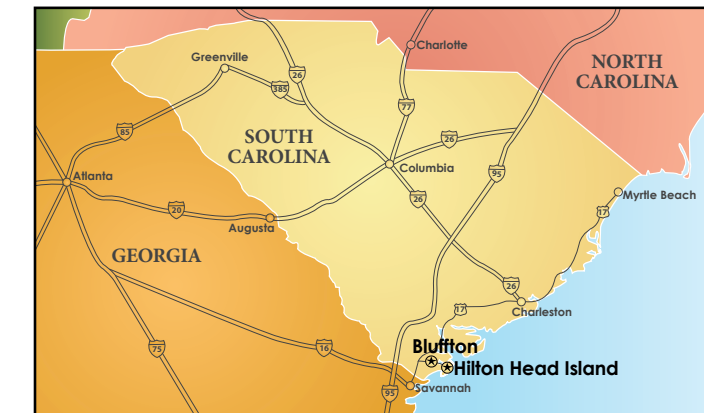 Charlotte
Greenville
NORTH
CAROLINA
26
385
77
85
SOUTH
CAROLINA
26
Columbia
95
Atlanta
26
Myrtle Beach
20
17
Augusta
GEORGIA
26
17
Charleston
75
16
Bluffton
Hilton Head Island
95
Savannah